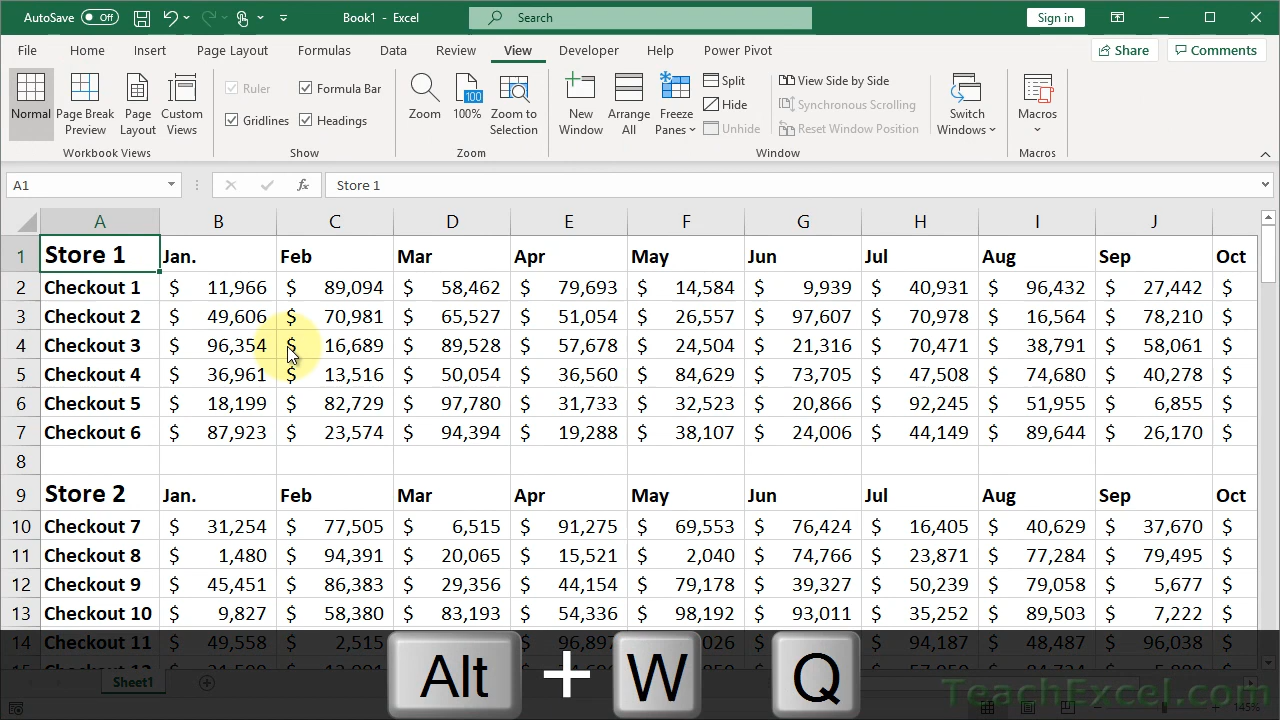 AutoSave Off Book1 - Excel Search Sign in
File Home Insert Page Layout Formulas Data Review View Developer Help Power Pivot Share Comments
Normal Page Break Preview Page Layout Custom Views Ruler Formula Bar Gridlines Headings Zoom 100 100% Zoom to Selection New Window Arrange All Freeze Panes Split Hide Unhide View Side by Side Synchronous Scrolling Reset Window Position Switch Windows Macros
Workbook Views Show Zoom Window Macros
A1 fx Store 1
A B C D E F G H I J
1 Store 1 Jan. Feb Mar Apr May Jun Jul Aug Sep Oct
2 Checkout 1 $ 11,966 $ 89,094 $ 58,462 $ 79,693 $ 14,584 $ 9,939 $ 40,931 $ 96,432 $ 27,442 $
3 Checkout 2 $ 49,606 $ 70,981 $ 65,527 $ 51,054 $ 26,557 $ 97,607 $ 70,978 $ 16,564 $ 78,210 $
4 Checkout 3 $ 96,354 $ 16,689 $ 89,528 $ 57,678 $ 24,504 $ 21,316 $ 70,471 $ 38,791 $ 58,061 $
5 Checkout 4 $ 36,961 $ 13,516 $ 50,054 $ 36,560 $ 84,629 $ 73,705 $ 47,508 $ 74,680 $ 40,278 $
6 Checkout 5 $ 18,199 $ 82,729 $ 97,780 $ 31,733 $ 32,523 $ 20,866 $ 92,245 $ 51,955 $ 6,855 $
7 Checkout 6 $ 87,923 $ 23,574 $ 94,394 $ 19,288 $ 38,107 $ 24,006 $ 44,149 $ 89,644 $ 26,170 $
8
9 Store 2 Jan. Feb Mar Apr May Jun Jul Aug Sep Oct
10 Checkout 7 $ 31,254 $ 77,505 $ 6,515 $ 91,275 $ 69,553 $ 76,424 $ 16,405 $ 40,629 $ 37,670 $
11 Checkout 8 $ 1,480 $ 94,391 $ 20,065 $ 15,521 $ 2,040 $ 74,766 $ 23,871 $ 77,284 $ 79,495 $
12 Checkout 9 $ 45,451 $ 86,383 $ 29,356 $ 44,154 $ 79,178 $ 39,327 $ 50,239 $ 79,058 $ 5,677 $
13 Checkout 10 $ 9,827 $ 58,380 $ 83,193 $ 54,336 $ 98,192 $ 93,011 $ 35,252 $ 89,503 $ 7,222 $
14 Checkout 11 $ 49,558 $ 2,515 $ $ 94,187 $ 48,487 $ 96,038 $
Alt + W Q
Sheet1
TeachExcel.com
145%